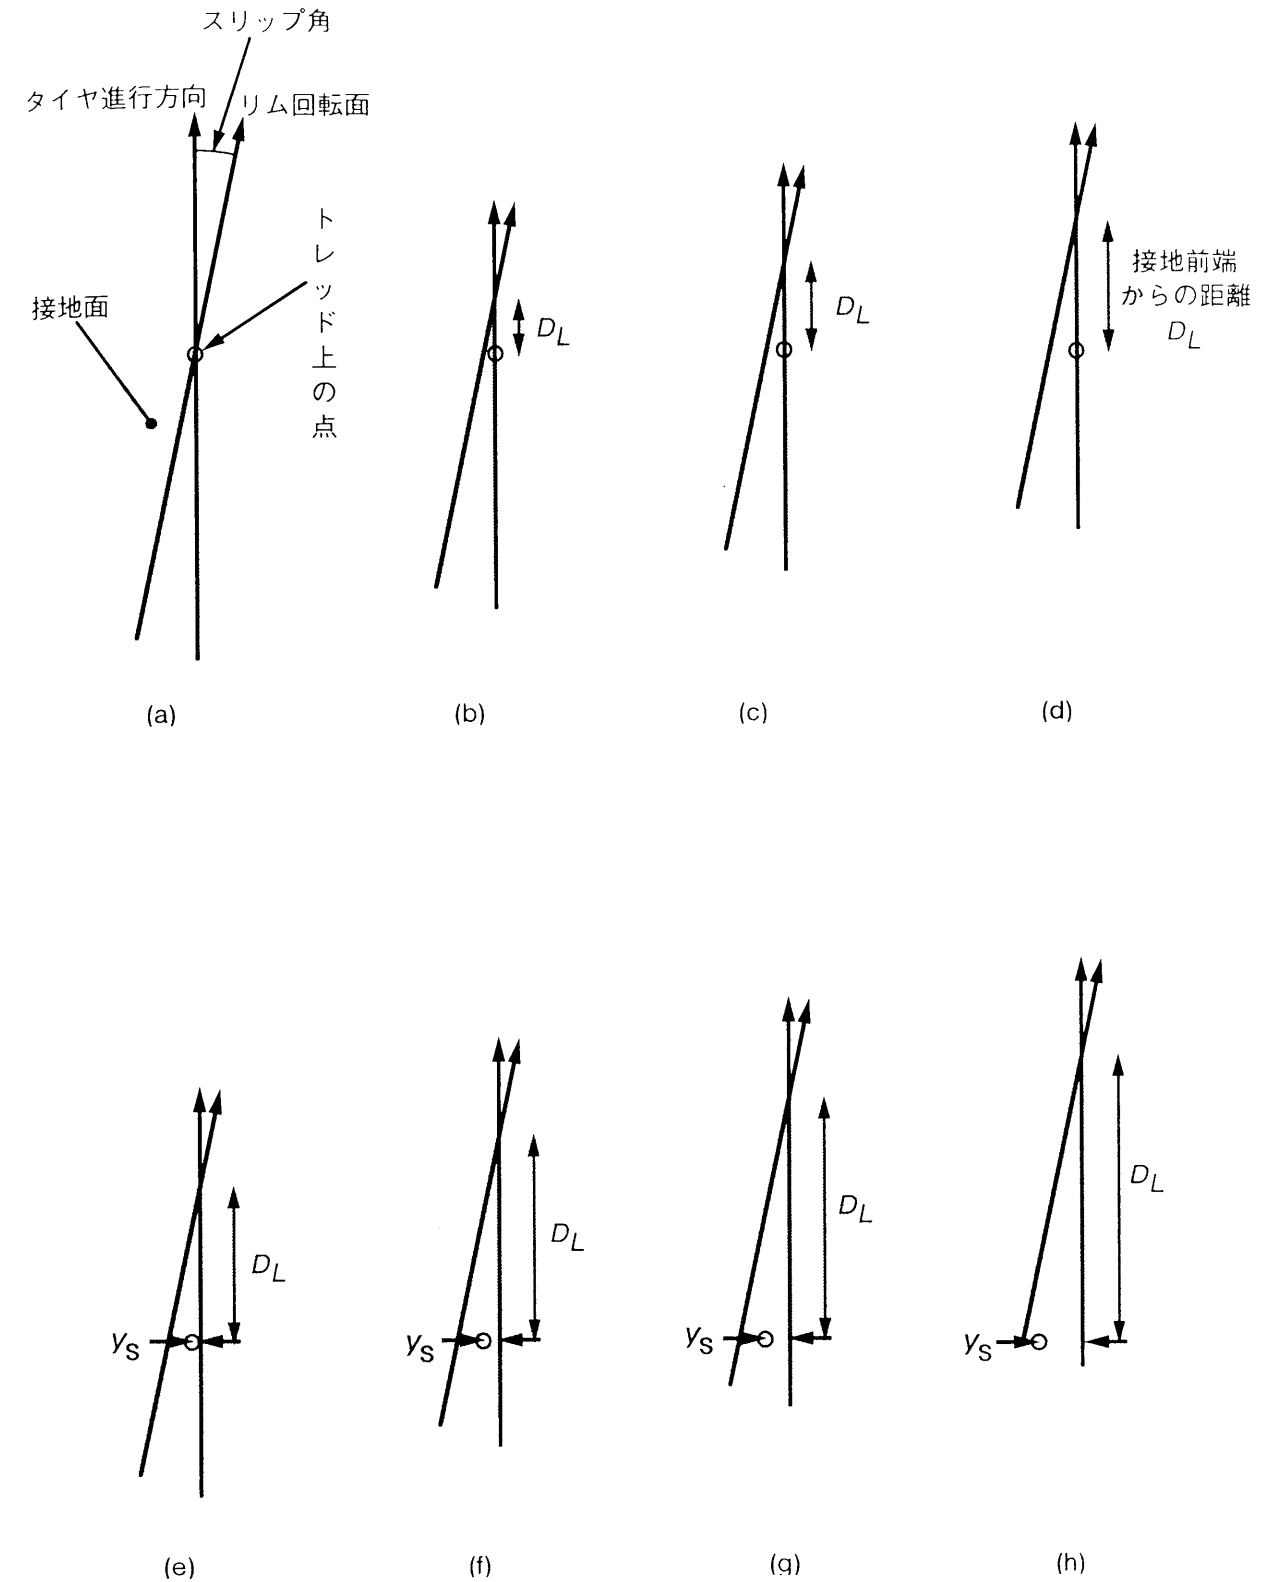 スリップ角
タイヤ進行方向
リム回転面
トレッド上の点
接地面
D_L
D_L
接地前端
からの距離
D_L
(a)
(b)
(c)
(d)
D_L
y_S
D_L
y_S
D_L
y_S
D_L
y_S
(e)
(f)
(g)
(h)